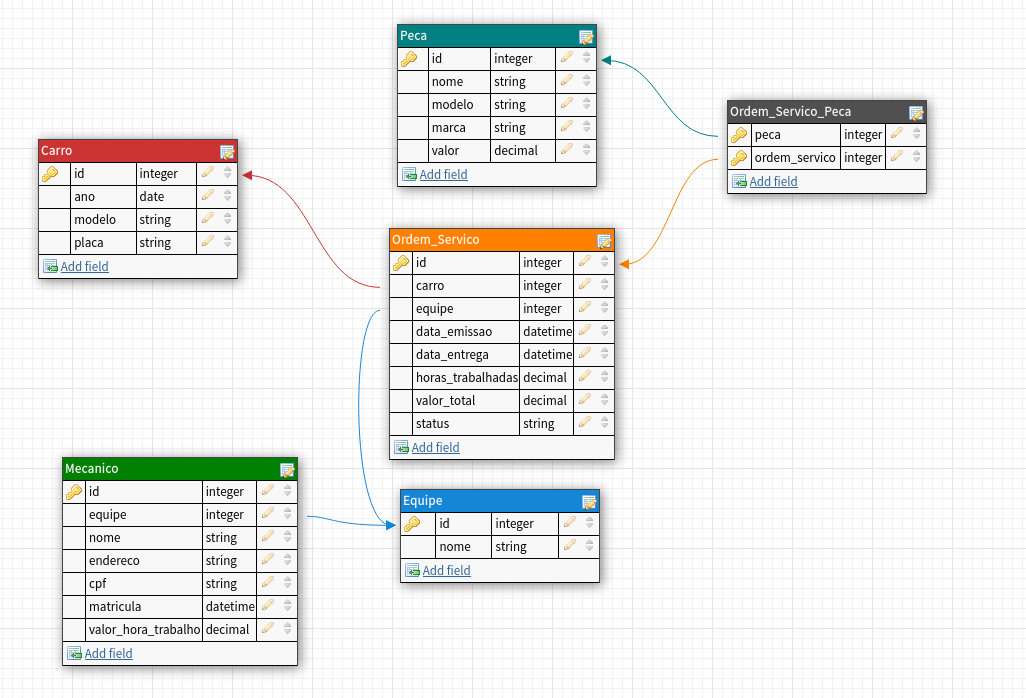 Peca
id integer
nome string
modelo string
marca string
valor decimal
Add field
Ordem_Servico_Peca
peca integer
ordem_servico integer
Add field
Carro
id integer
ano date
modelo string
placa string
Add field
Ordem_Servico
id integer
carro integer
equipe integer
data_emissao datetime
data_entrega datetime
horas_trabalhadas decimal
valor_total decimal
status string
Add field
Mecanico
id integer
equipe integer
nome string
endereco string
cpf string
matricula datetime
valor_hora_trabalho decimal
Add field
Equipe
id integer
nome string
Add field